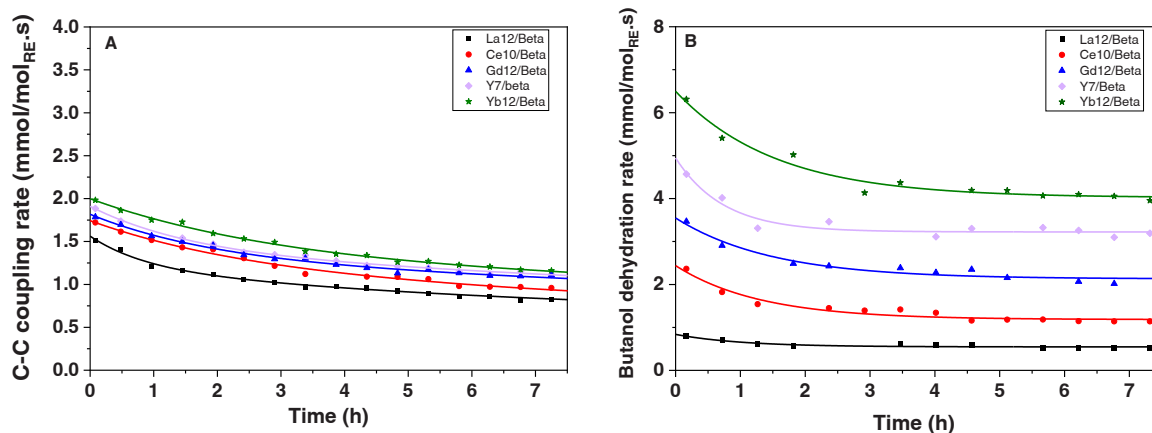 A
La12/Beta
Ce10/Beta
Gd12/Beta
Y7/beta
Yb12/Beta
C-C coupling rate (mmol/mol_RE.s)
4.0
3.5
3.0
2.5
2.0
1.5
1.0
0.5
0.0
0 1 2 3 4 5 6 7
Time (h)
B
La12/Beta
Ce10/Beta
Gd12/Beta
Y7/Beta
Yb12/Beta
Butanol dehydration rate (mmol/mol_RE.s)
8
6
4
2
0
0 1 2 3 4 5 6 7
Time (h)